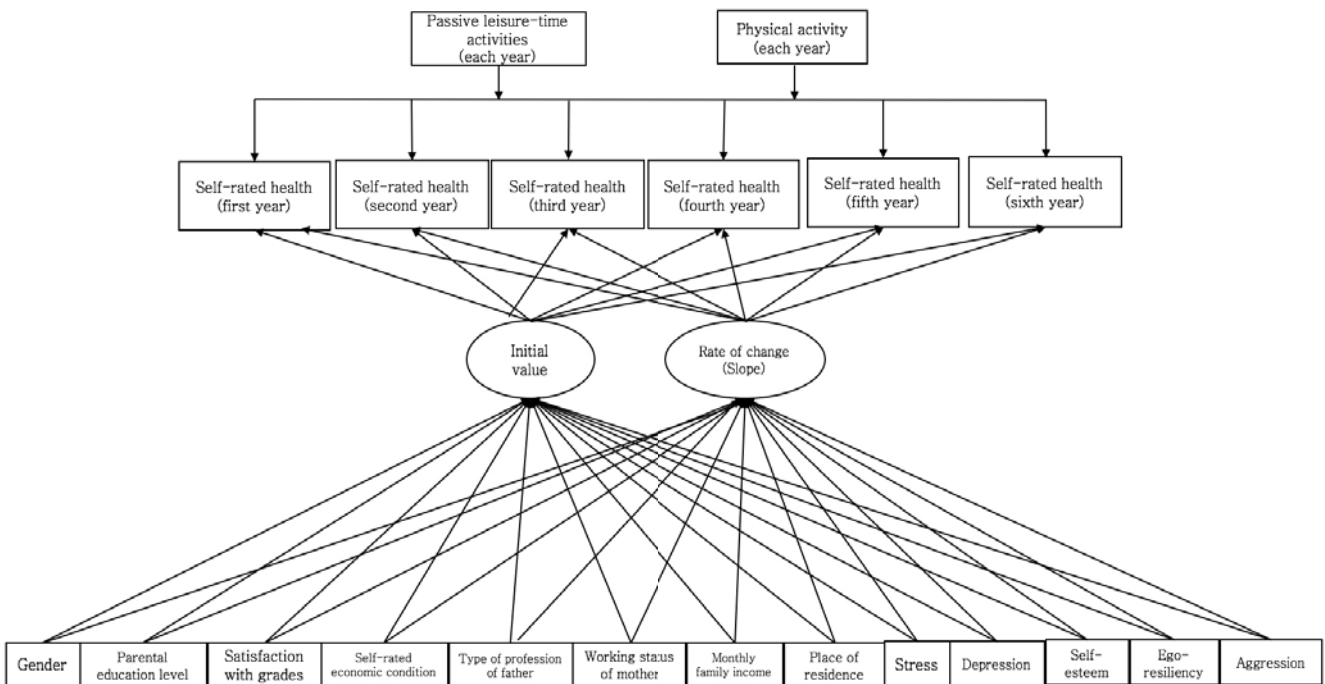 Passive leisure-time
activities
(each year)
Physical activity
(each year)
Self-rated health
(first year)
Self-rated health
(second year)
Self-rated health
(third year)
Self-rated health
(fourth year)
Self-rated health
(fifth year)
Self-rated health
(sixth year)
Initial
value
Rate of change
(Slope)
Gender
Parental
education level
Satisfaction
with grades
Self-rated
economic condition
Type of profession
of father
Working status
of mother
Monthly
family income
Place of
residence
Stress
Depression
Self-
esteem
Ego-
resiliency
Aggression